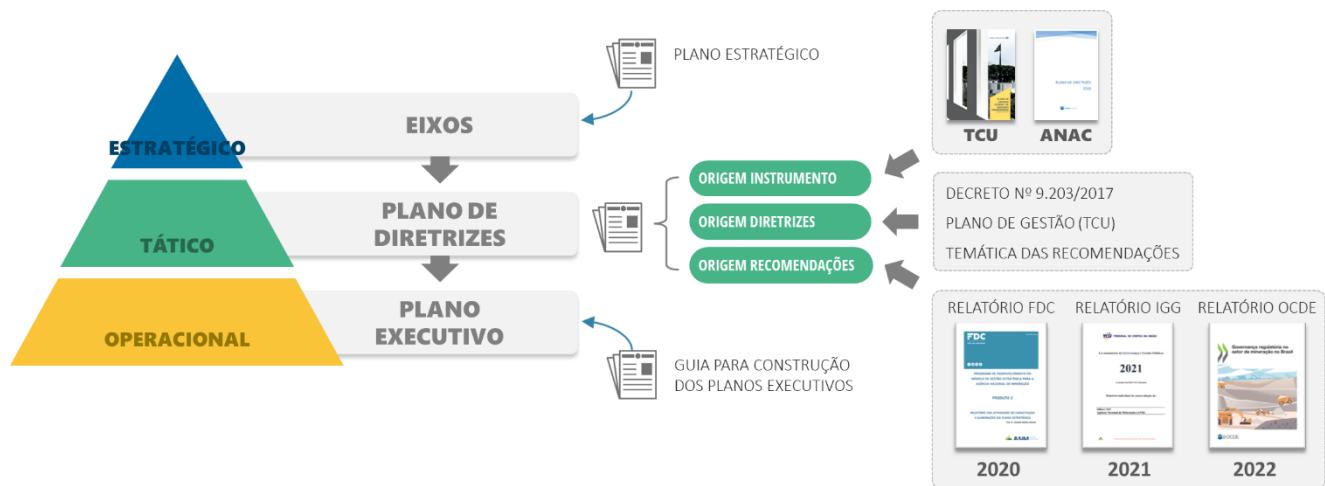 PLANO ESTRATÉGICO
ESTRATÉGICO
EIXOS
TCU
ANAC
ORIGEM INSTRUMENTO
TÁTICO
PLANO DE
DIRETRIZES
ORIGEM DIRETRIZES
ORIGEM RECOMENDAÇÕES
DECRETO Nº 9.203/2017
PLANO DE GESTÃO (TCU)
TEMÁTICA DAS RECOMENDAÇÕES
OPERACIONAL
PLANO
EXECUTIVO
GUIA PARA CONSTRUÇÃO
DOS PLANOS EXECUTIVOS
RELATÓRIO FDC
RELATÓRIO IGG
RELATÓRIO OCDE
FDC
2021
Governança regulatória no
setor de mineração no Brasil
OCDE
2020
2021
2022